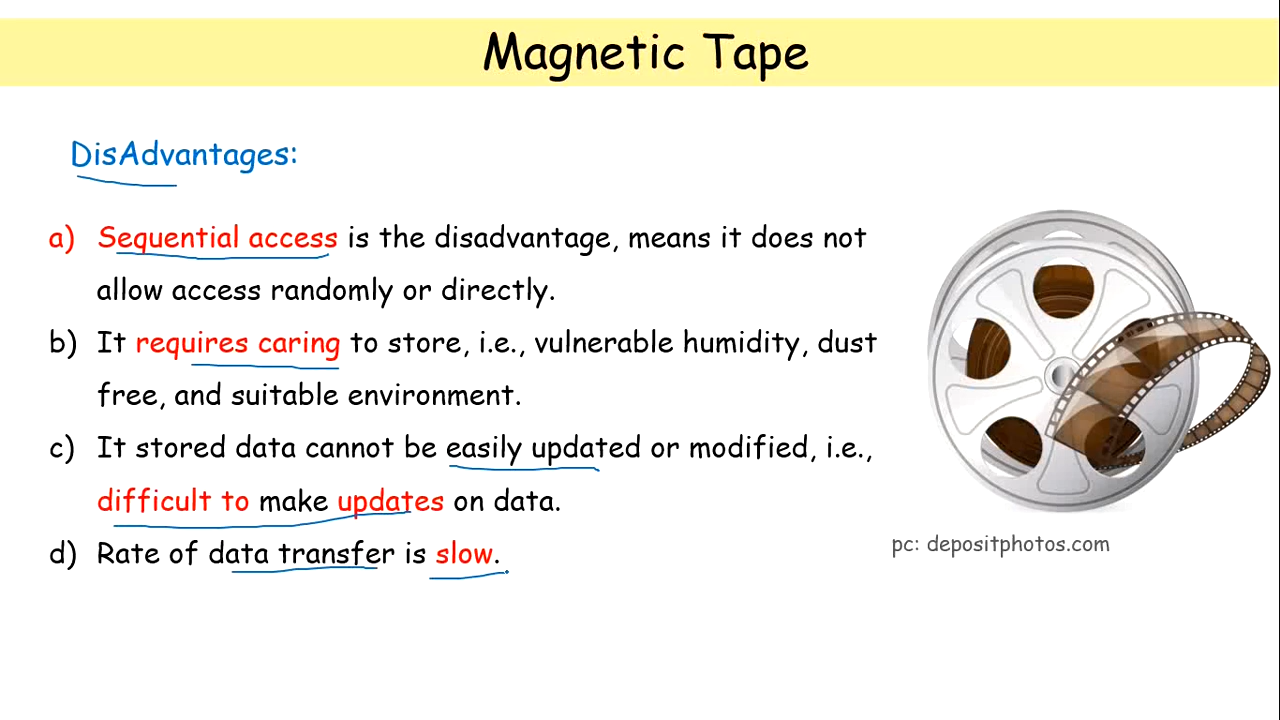 Magnetic Tape
DisAdvantages:
a) Sequential access is the disadvantage, means it does not
allow access randomly or directly.
b) It requires caring to store, i.e., vulnerable humidity, dust
free, and suitable environment.
c) It stored data cannot be easily updated or modified, i.e.,
difficult to make updates on data.
d) Rate of data transfer is slow.
pc: depositphotos.com